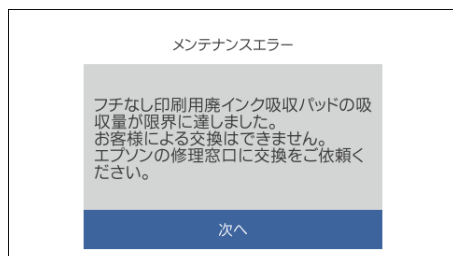 メンテナンスエラー
フチなし印刷用廃インク吸収パッドの吸
収量が限界に達しました。
お客様による交換はできません。
エプソンの修理窓口に交換をご依頼く
ださい。
次へ